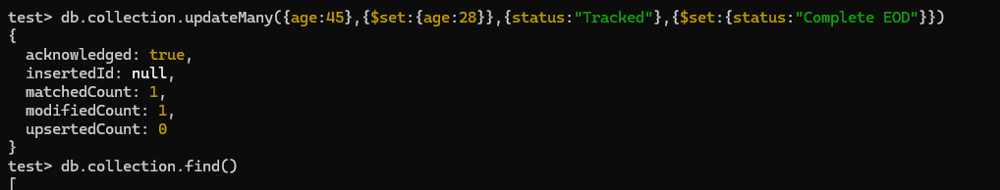 test> db.collection.updateMany({age:45},{$set:{age:28}},{status:"Tracked"},{$set:{status:"Complete EOD"}})
{
  acknowledged: true,
  insertedId: null,
  matchedCount: 1,
  modifiedCount: 1,
  upsertedCount: 0
}
test> db.collection.find()
[